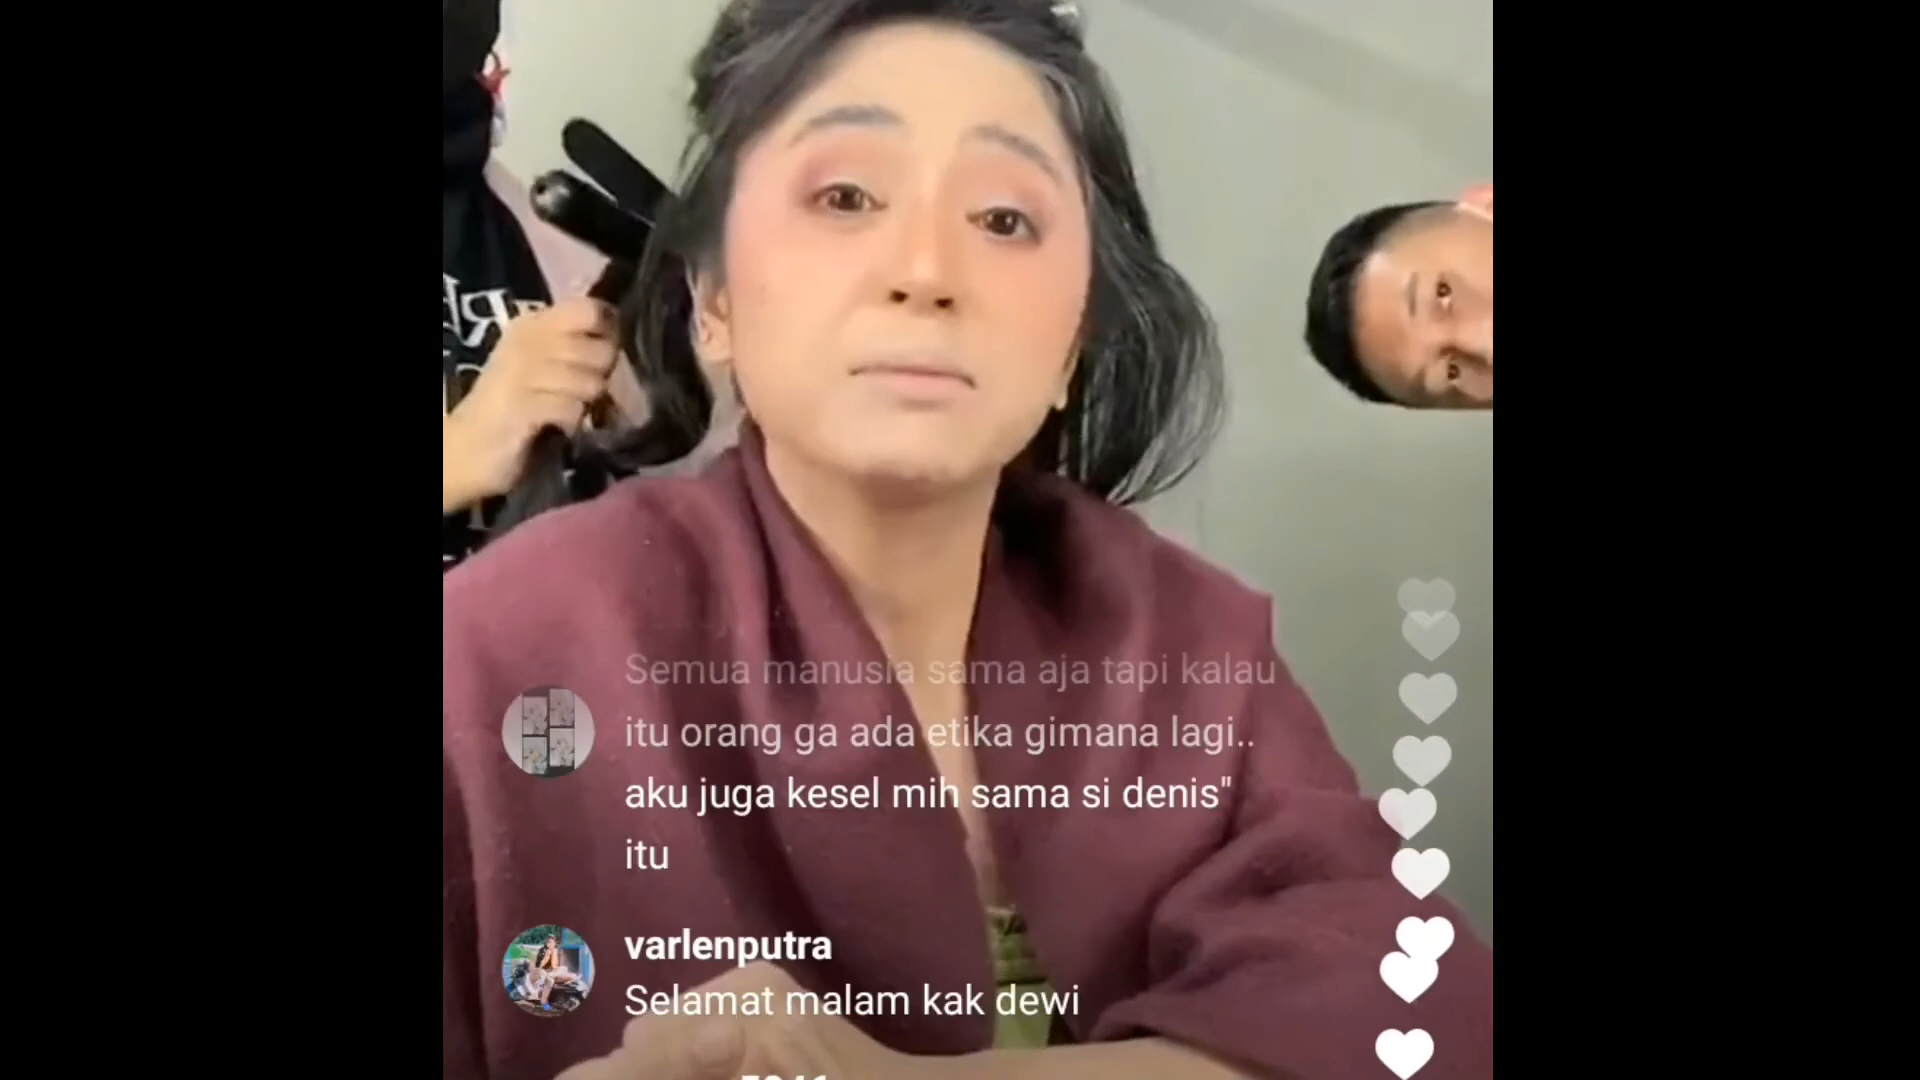 Semua manusia sama aja tapi kalau
itu orang ga ada etika gimana lagi..
aku juga kesel mih sama si denis"
itu
varlenputra
Selamat malam kak dewi